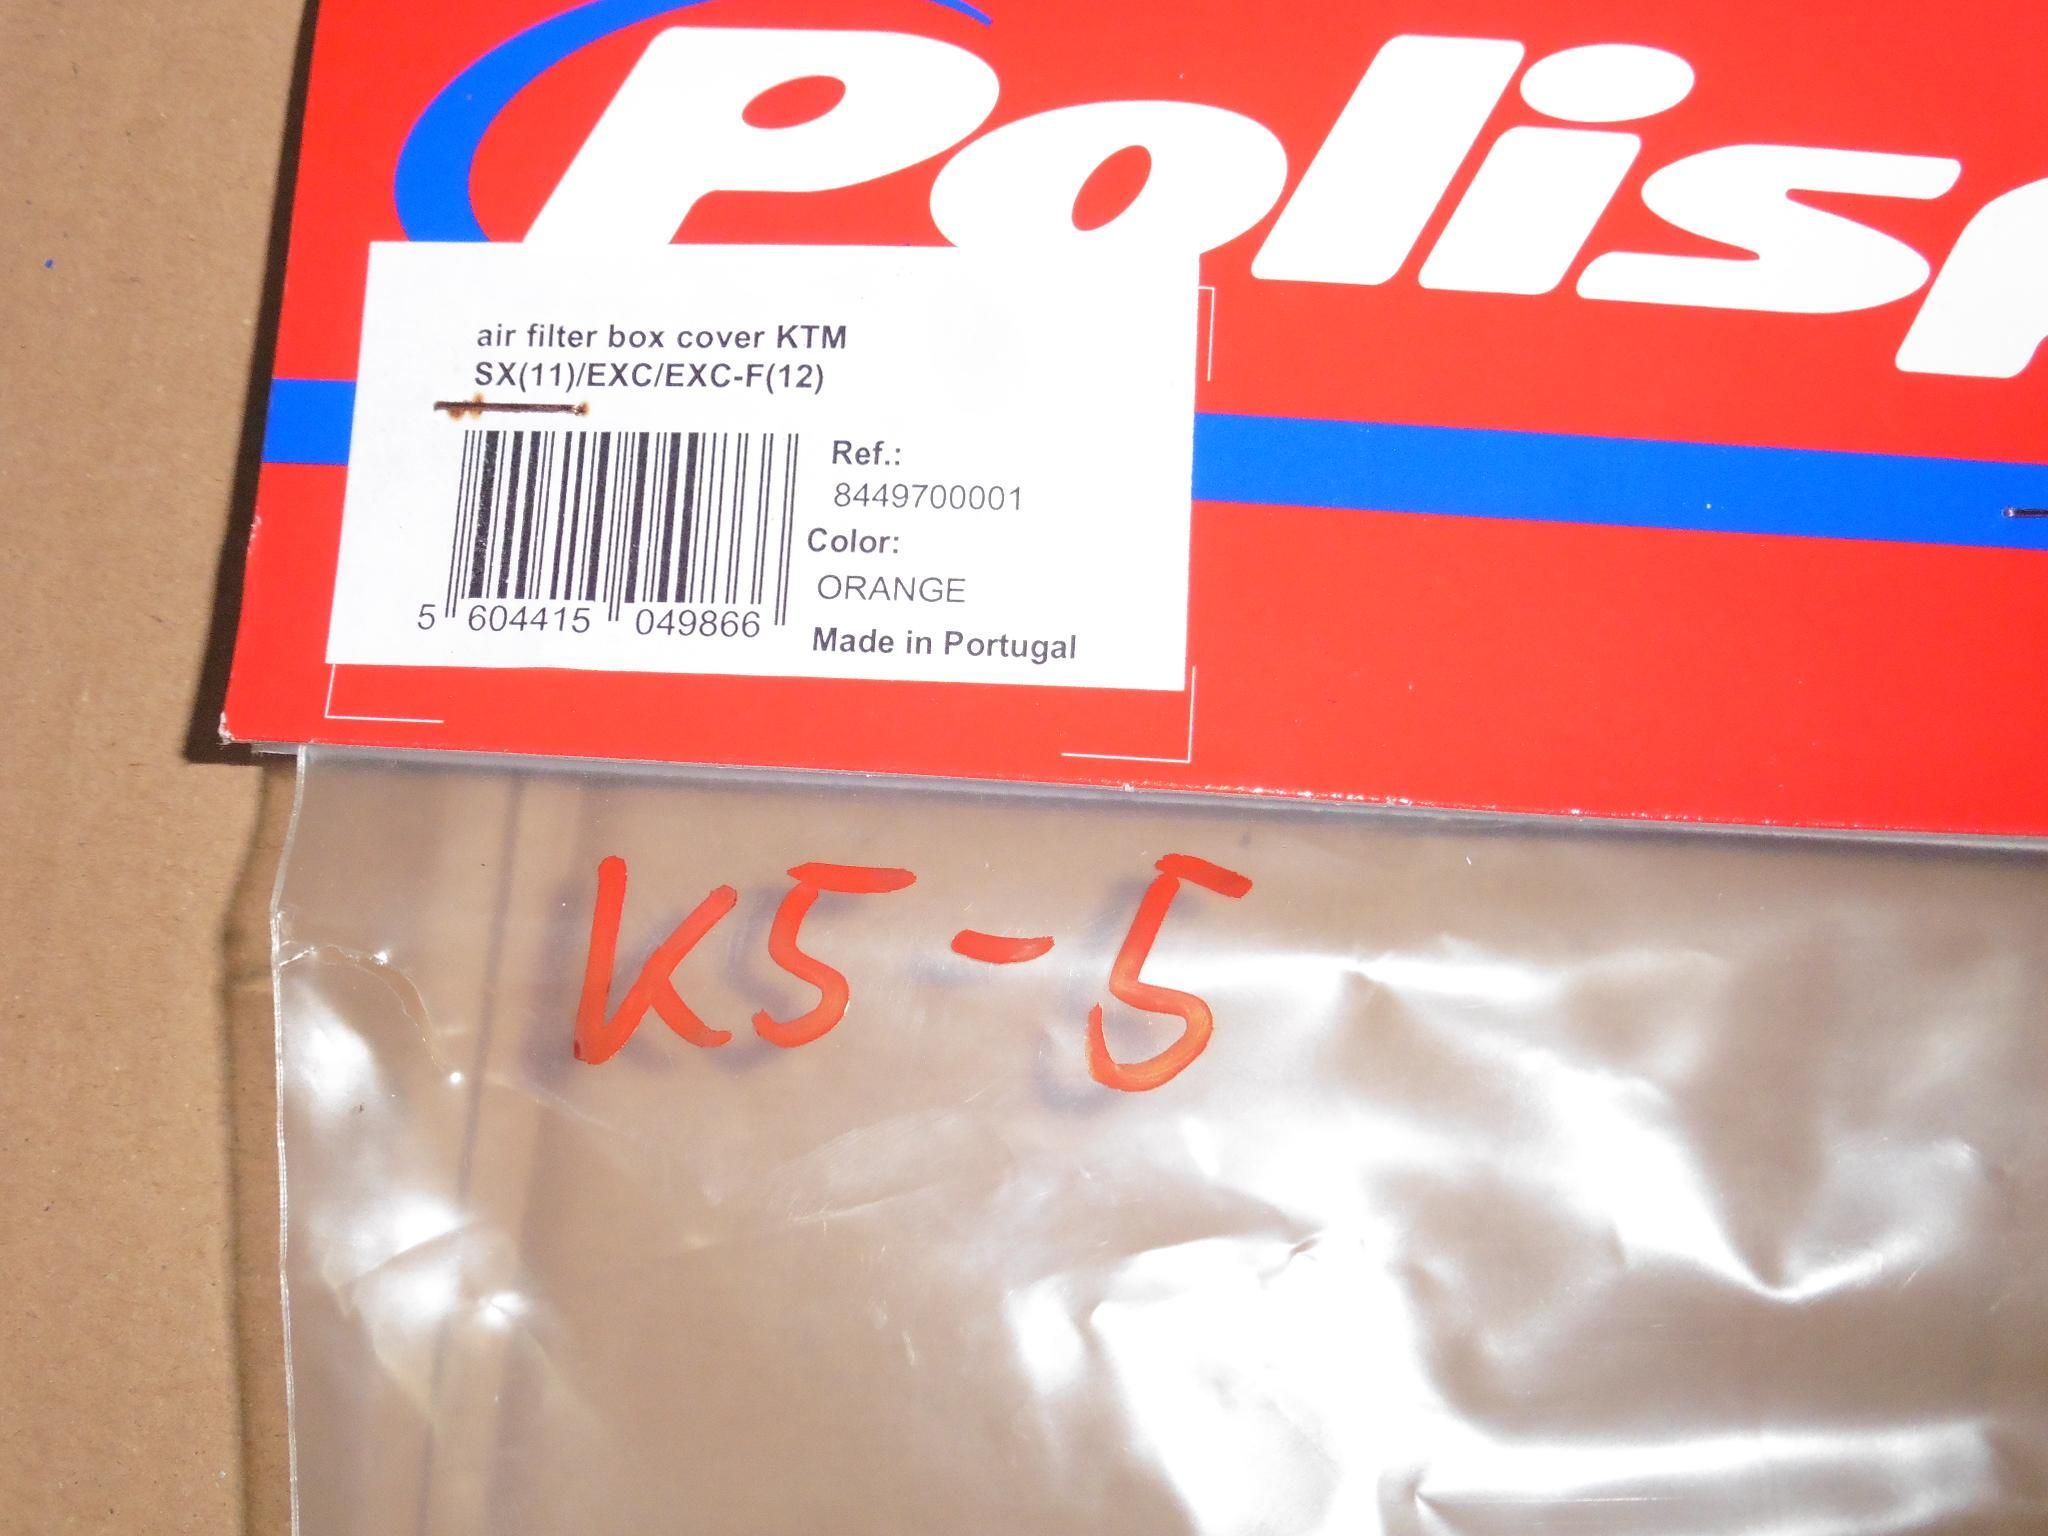 Polisp
air filter box cover KTM
SX(11)/EXC/EXC-F(12)
Ref.:
8449700001
Color:
ORANGE
Made in Portugal
5 604415 049866
K5-5